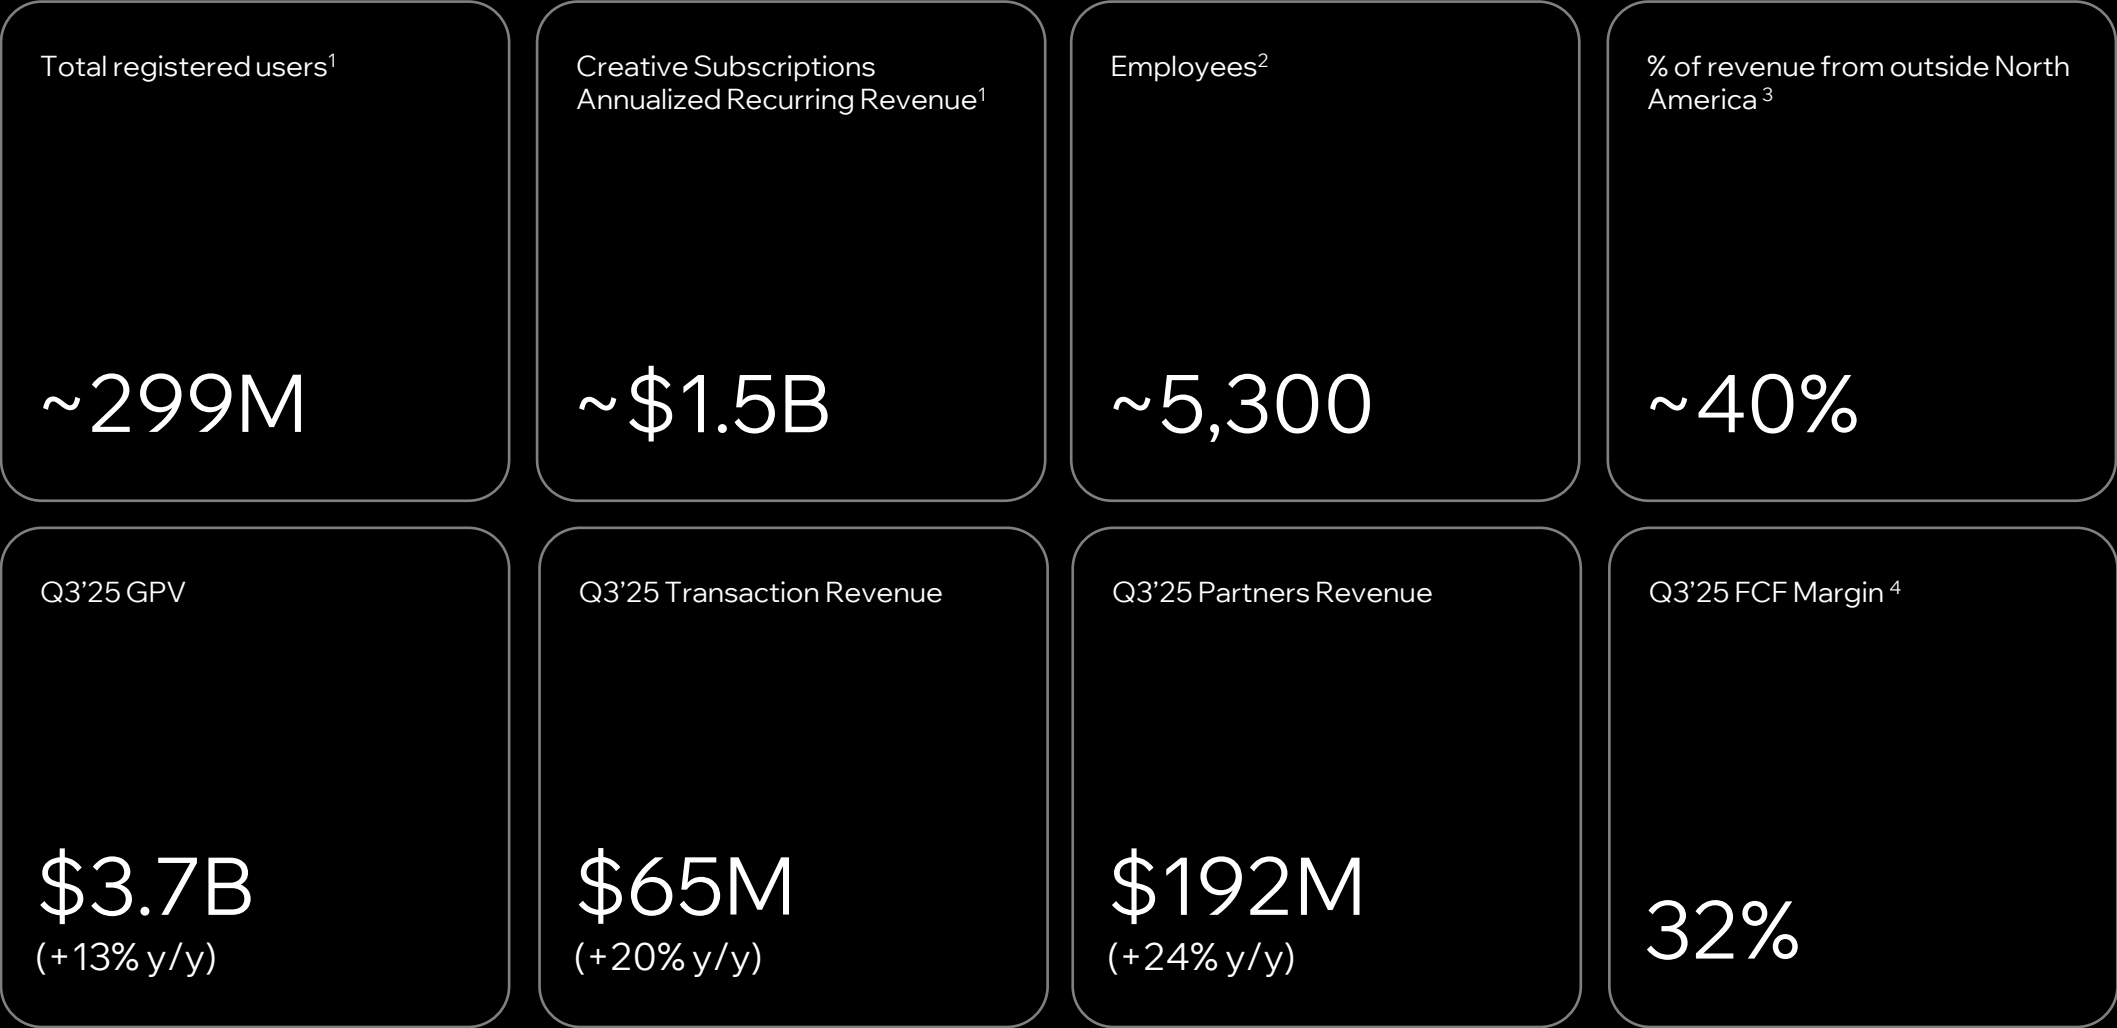 Total registered users¹
~299M
Creative Subscriptions
Annualized Recurring Revenue¹
~$1.5B
Employees²
~5,300
% of revenue from outside North
America ³
~40%
Q3’25 GPV
$3.7B
(+13% y/y)
Q3’25 Transaction Revenue
$65M
(+20% y/y)
Q3’25 Partners Revenue
$192M
(+24% y/y)
Q3’25 FCF Margin ⁴
32%